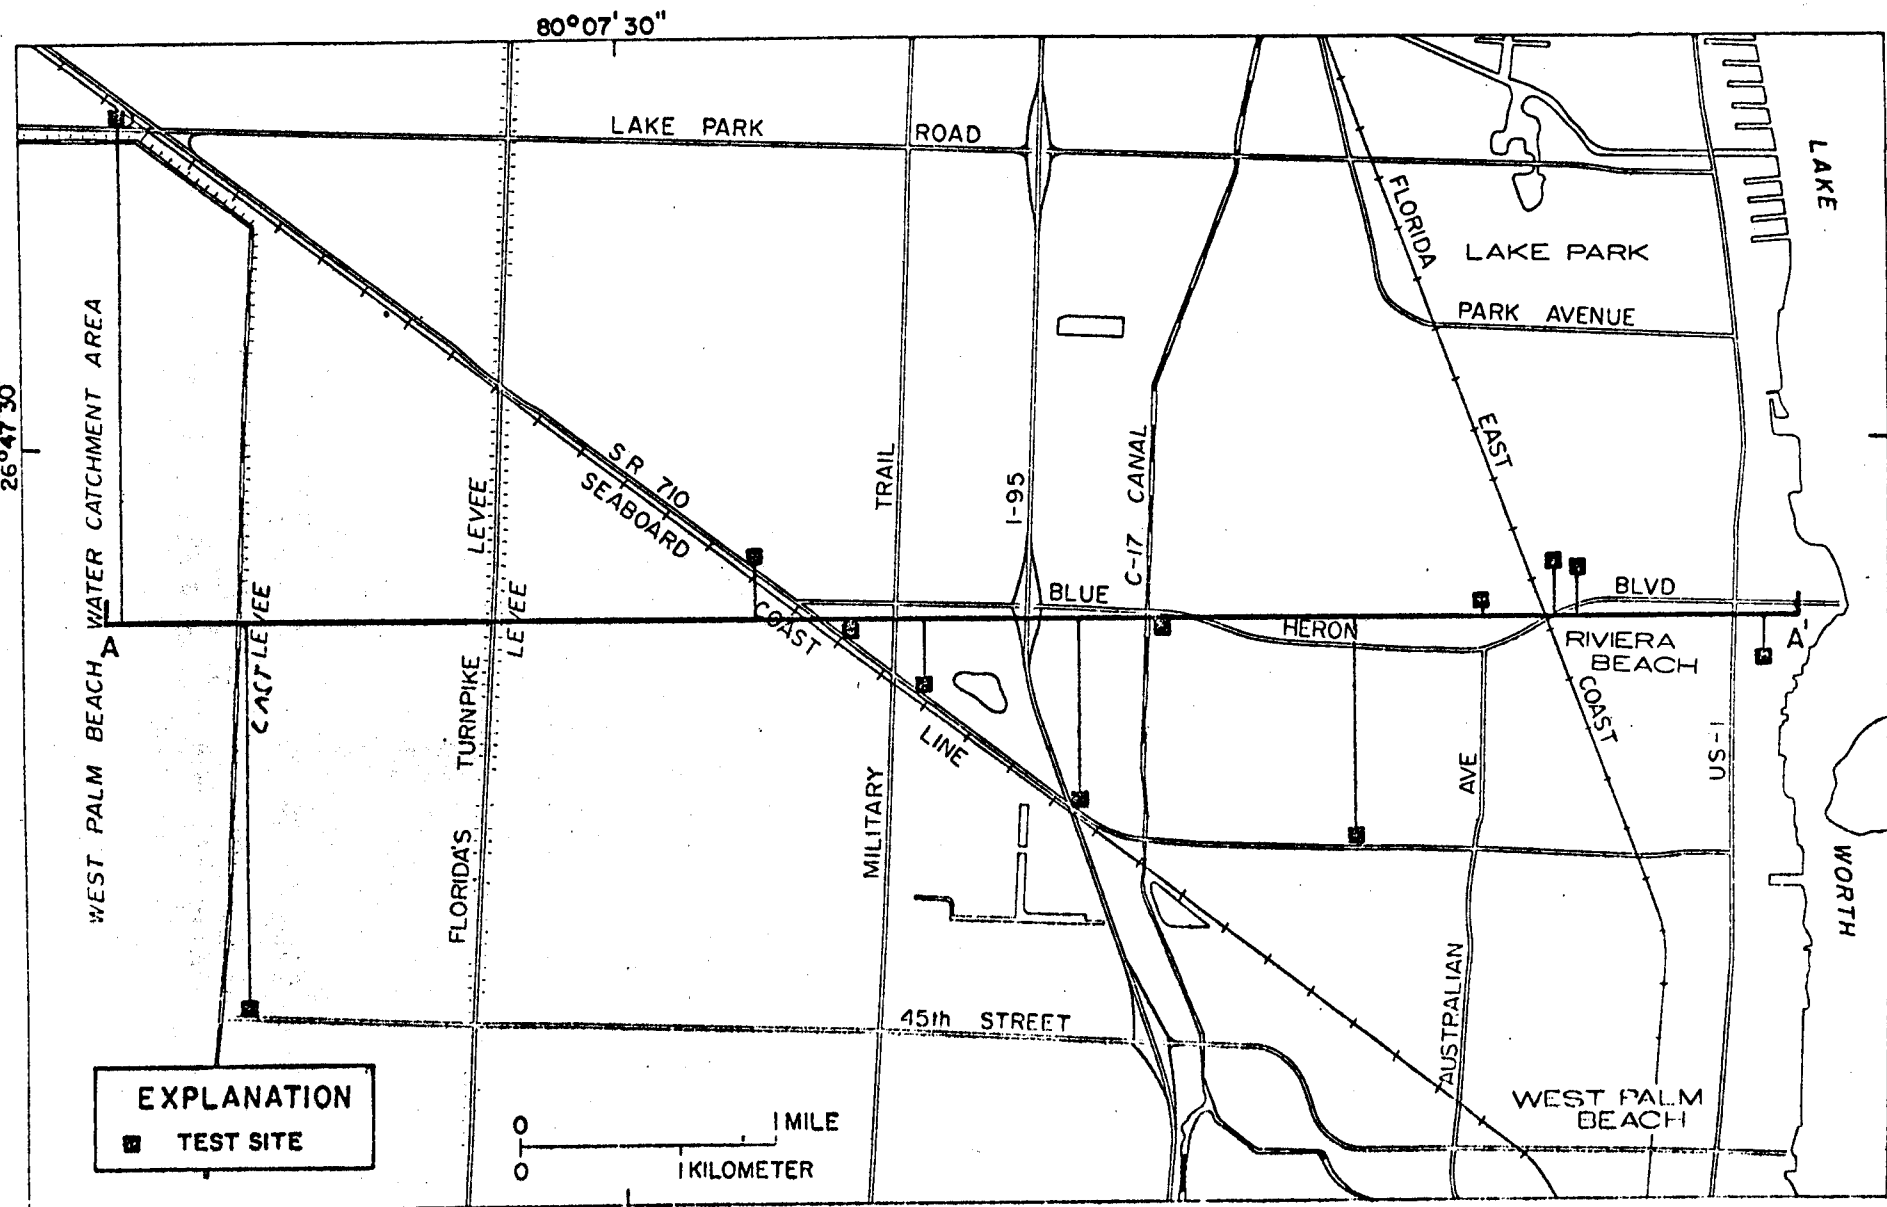 80°07'30"
LAKE PARK ROAD
LAKE
FLORIDA
LAKE PARK
PARK AVENUE
WEST PALM BEACH WATER CATCHMENT AREA
26°47'30
EAST
SR 710
SEABOARD
TRAIL
I-95
C-17 CANAL
LEVEE
LEVEE
LEVEE
BLUE
BLVD
A
COAST
HERON
A'
RIVIERA
BEACH
COAST
TURNPIKE
LINE
US-1
AVE
MILITARY
FLORIDA'S
WORTH
AUSTRALIAN
45th STREET
EXPLANATION
TEST SITE
0 1 MILE
0 1 KILOMETER
WEST PALM
BEACH